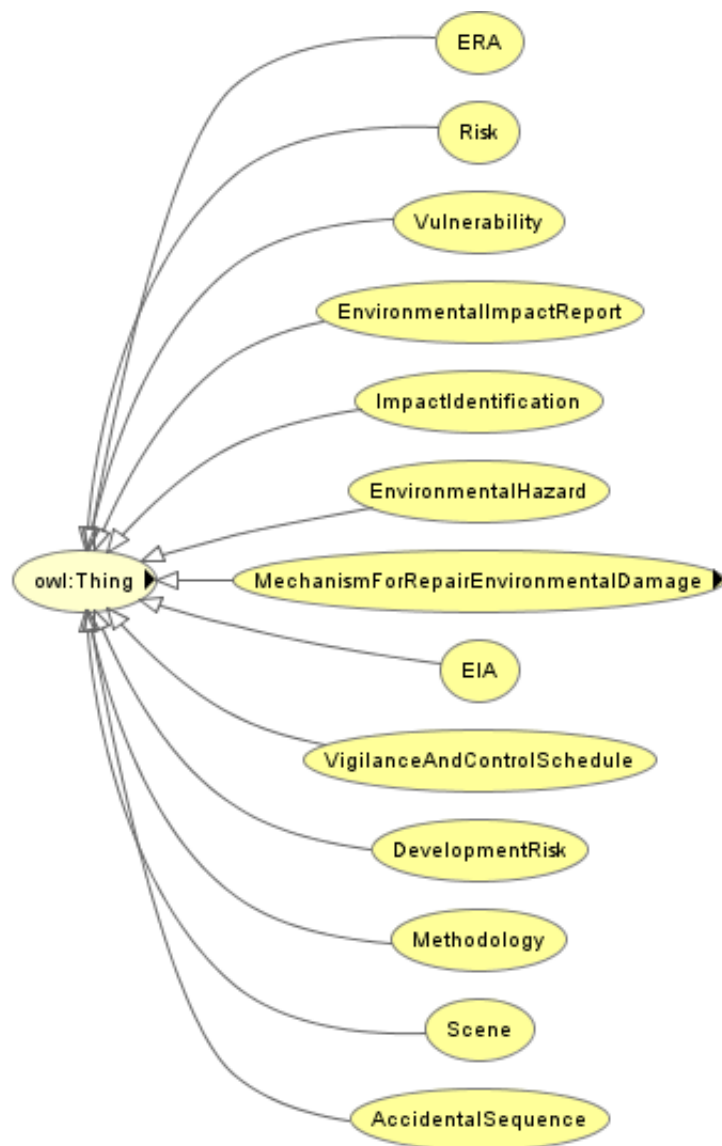 ERA
Risk
Vulnerability
EnvironmentalImpactReport
ImpactIdentification
EnvironmentalHazard
owl:Thing
MechanismForRepairEnvironmentalDamage
EIA
VigilanceAndControlSchedule
DevelopmentRisk
Methodology
Scene
AccidentalSequence